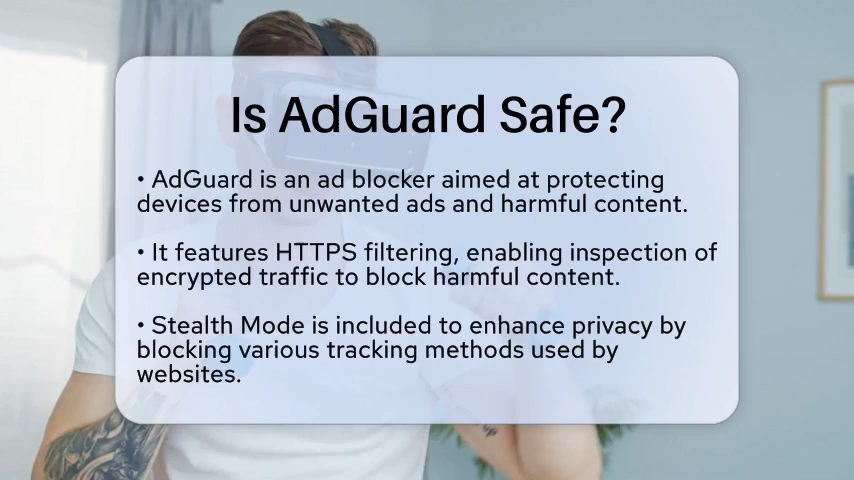 Is AdGuard Safe?
• AdGuard is an ad blocker aimed at protecting
devices from unwanted ads and harmful content.
• It features HTTPS filtering, enabling inspection of
encrypted traffic to block harmful content.
• Stealth Mode is included to enhance privacy by
blocking various tracking methods used by
websites.